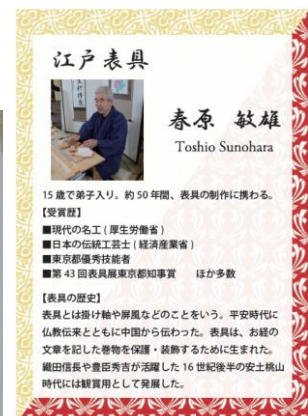 江戸表具
春原 敏雄
Toshio Sunohara
15歳で弟子入り。約50年間、表具の制作に携わる。
【受賞歴】
■現代の名工(厚生労働省)
■日本の伝統工芸士(経済産業省)
■東京都優秀技能者
■第43回表具展東京都知事賞　ほか多数
【表具の歴史】
表具とは掛け軸や屏風などのことをいう。平安時代に
仏教伝来とともに中国から伝わった。表具は、お経の
文章を記した巻物を保護・装飾するために生まれた。
織田信長や豊臣秀吉が活躍した16世紀後半の安土桃山
時代には観賞用として発展した。